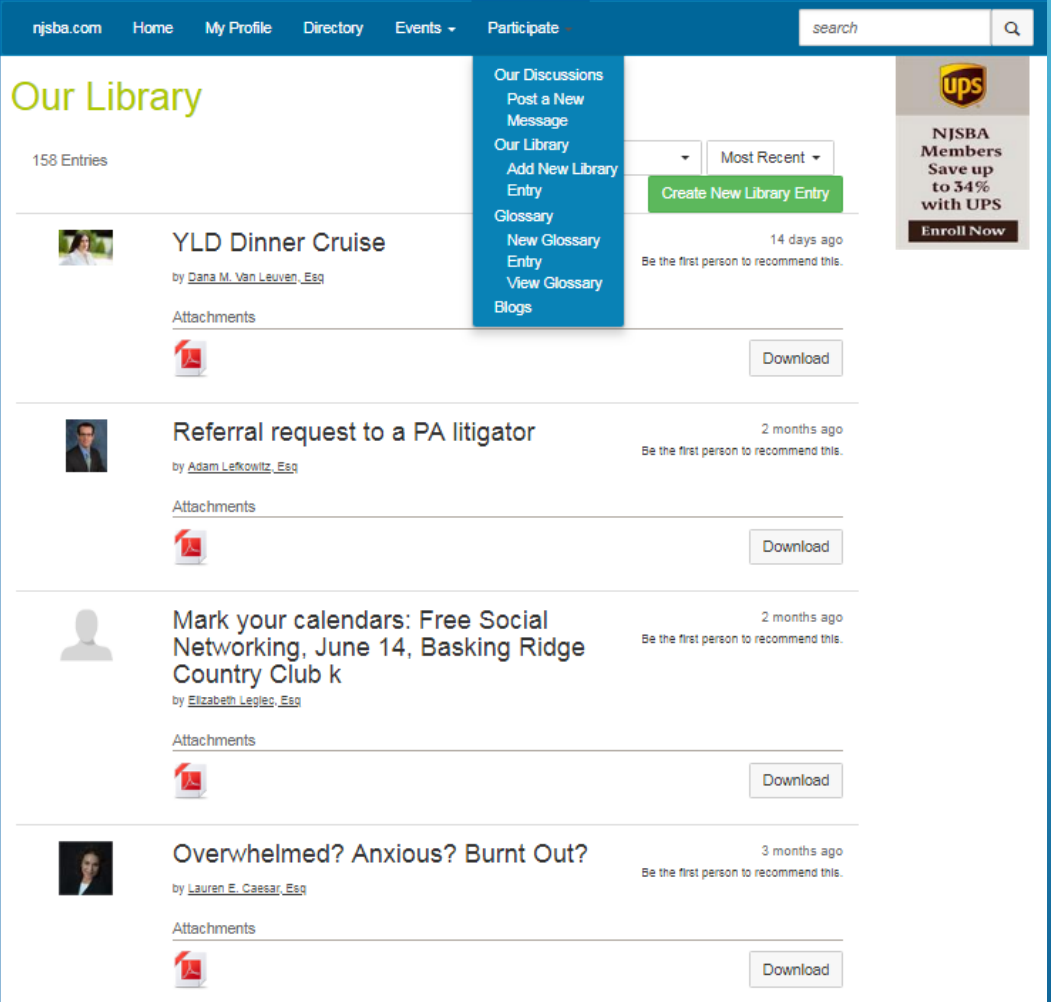 njsba.com Home My Profile Directory Events Participate search
Our Discussions
Post a New
Message
Our Library
Add New Library
Entry
Glossary
New Glossary
Entry
View Glossary
Blogs
Our Library
158 Entries
Most Recent
Create New Library Entry
ups
NJSBA
Members
Save up
to 34%
with UPS
Enroll Now
YLD Dinner Cruise
14 days ago
by Dana M. Van Leuven, Esq
Be the first person to recommend this.
Attachments
Download
Referral request to a PA litigator
2 months ago
by Adam Lefkowitz, Esq
Be the first person to recommend this.
Attachments
Download
Mark your calendars: Free Social
Networking, June 14, Basking Ridge
Country Club k
2 months ago
Be the first person to recommend this.
by Elizabeth Leglec, Esq
Attachments
Download
Overwhelmed? Anxious? Burnt Out?
3 months ago
by Lauren E. Caesar, Esq
Be the first person to recommend this.
Attachments
Download